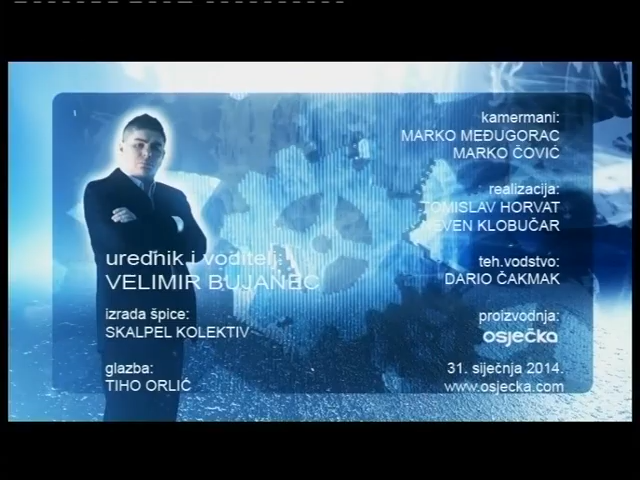 urednik i voditelj:
VELIMIR BUJANEC
izrada špice:
SKALPEL KOLEKTIV
glazba:
TIHO ORLIĆ
kamermani:
MARKO MEĐUGORAC
MARKO ČOVIĆ
realizacija:
TOMISLAV HORVAT
KLOBUČAR
teh.vodstvo:
DARIO ČAKMAK
proizvodnja:
osječka
31. siječnja 2014.
www.osjecka.com